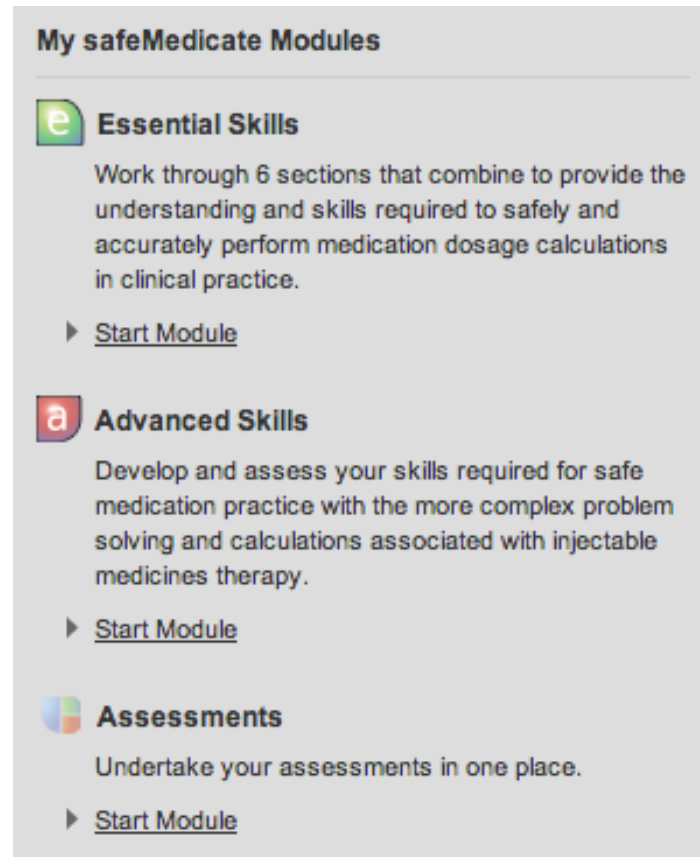 My safeMedicate Modules
e Essential Skills
Work through 6 sections that combine to provide the
understanding and skills required to safely and
accurately perform medication dosage calculations
in clinical practice.
Start Module
a Advanced Skills
Develop and assess your skills required for safe
medication practice with the more complex problem
solving and calculations associated with injectable
medicines therapy.
Start Module
Assessments
Undertake your assessments in one place.
Start Module